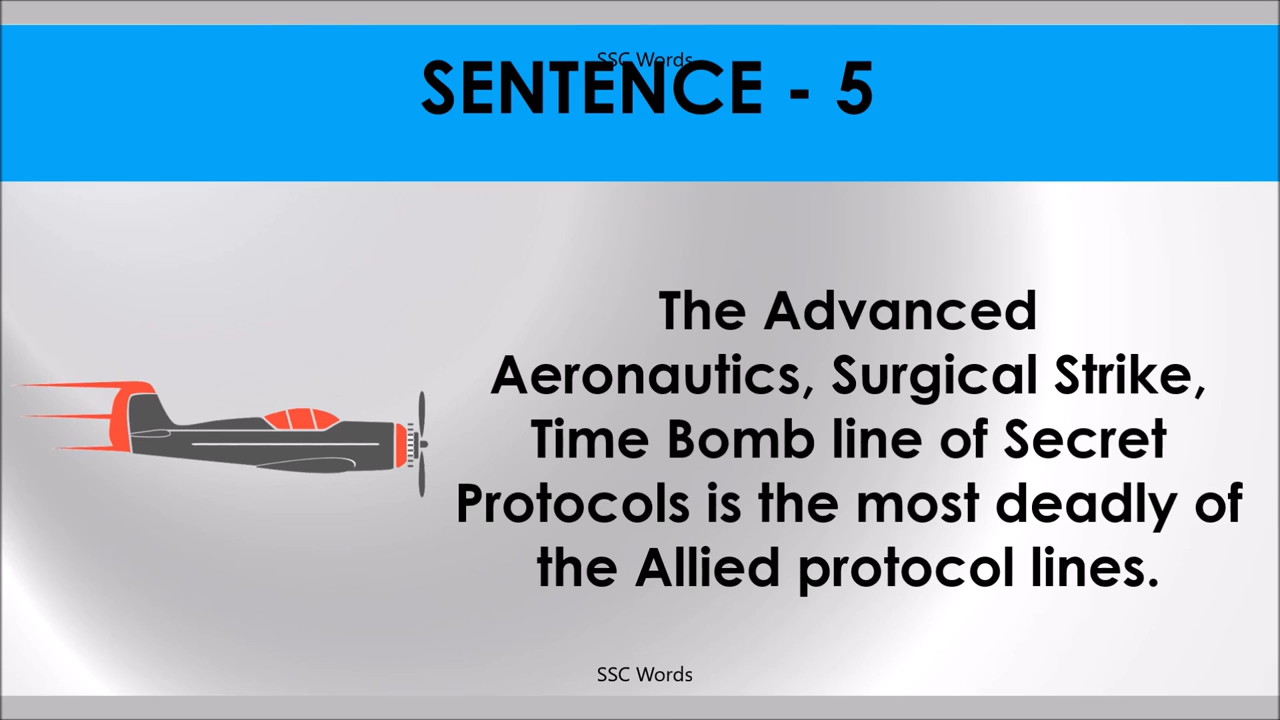 SSC Words
SENTENCE - 5
The Advanced
Aeronautics, Surgical Strike,
Time Bomb line of Secret
Protocols is the most deadly of
the Allied protocol lines.
SSC Words